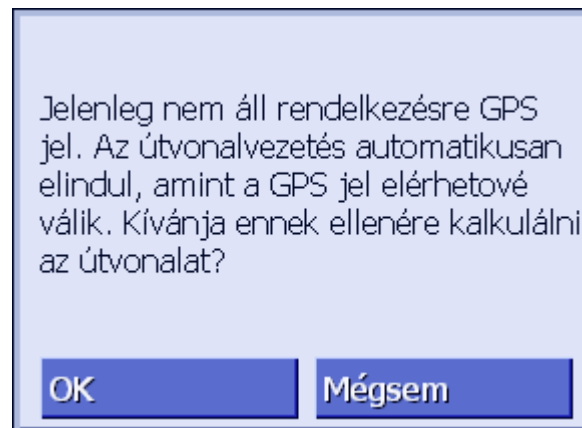 Jelenleg nem áll rendelkezésre GPS
jel. Az útvonalvezetés automatikusan
elindul, amint a GPS jel elérhetové
válik. Kívánja ennek ellenére kalkulálni
az útvonalat?
OK
Mégsem